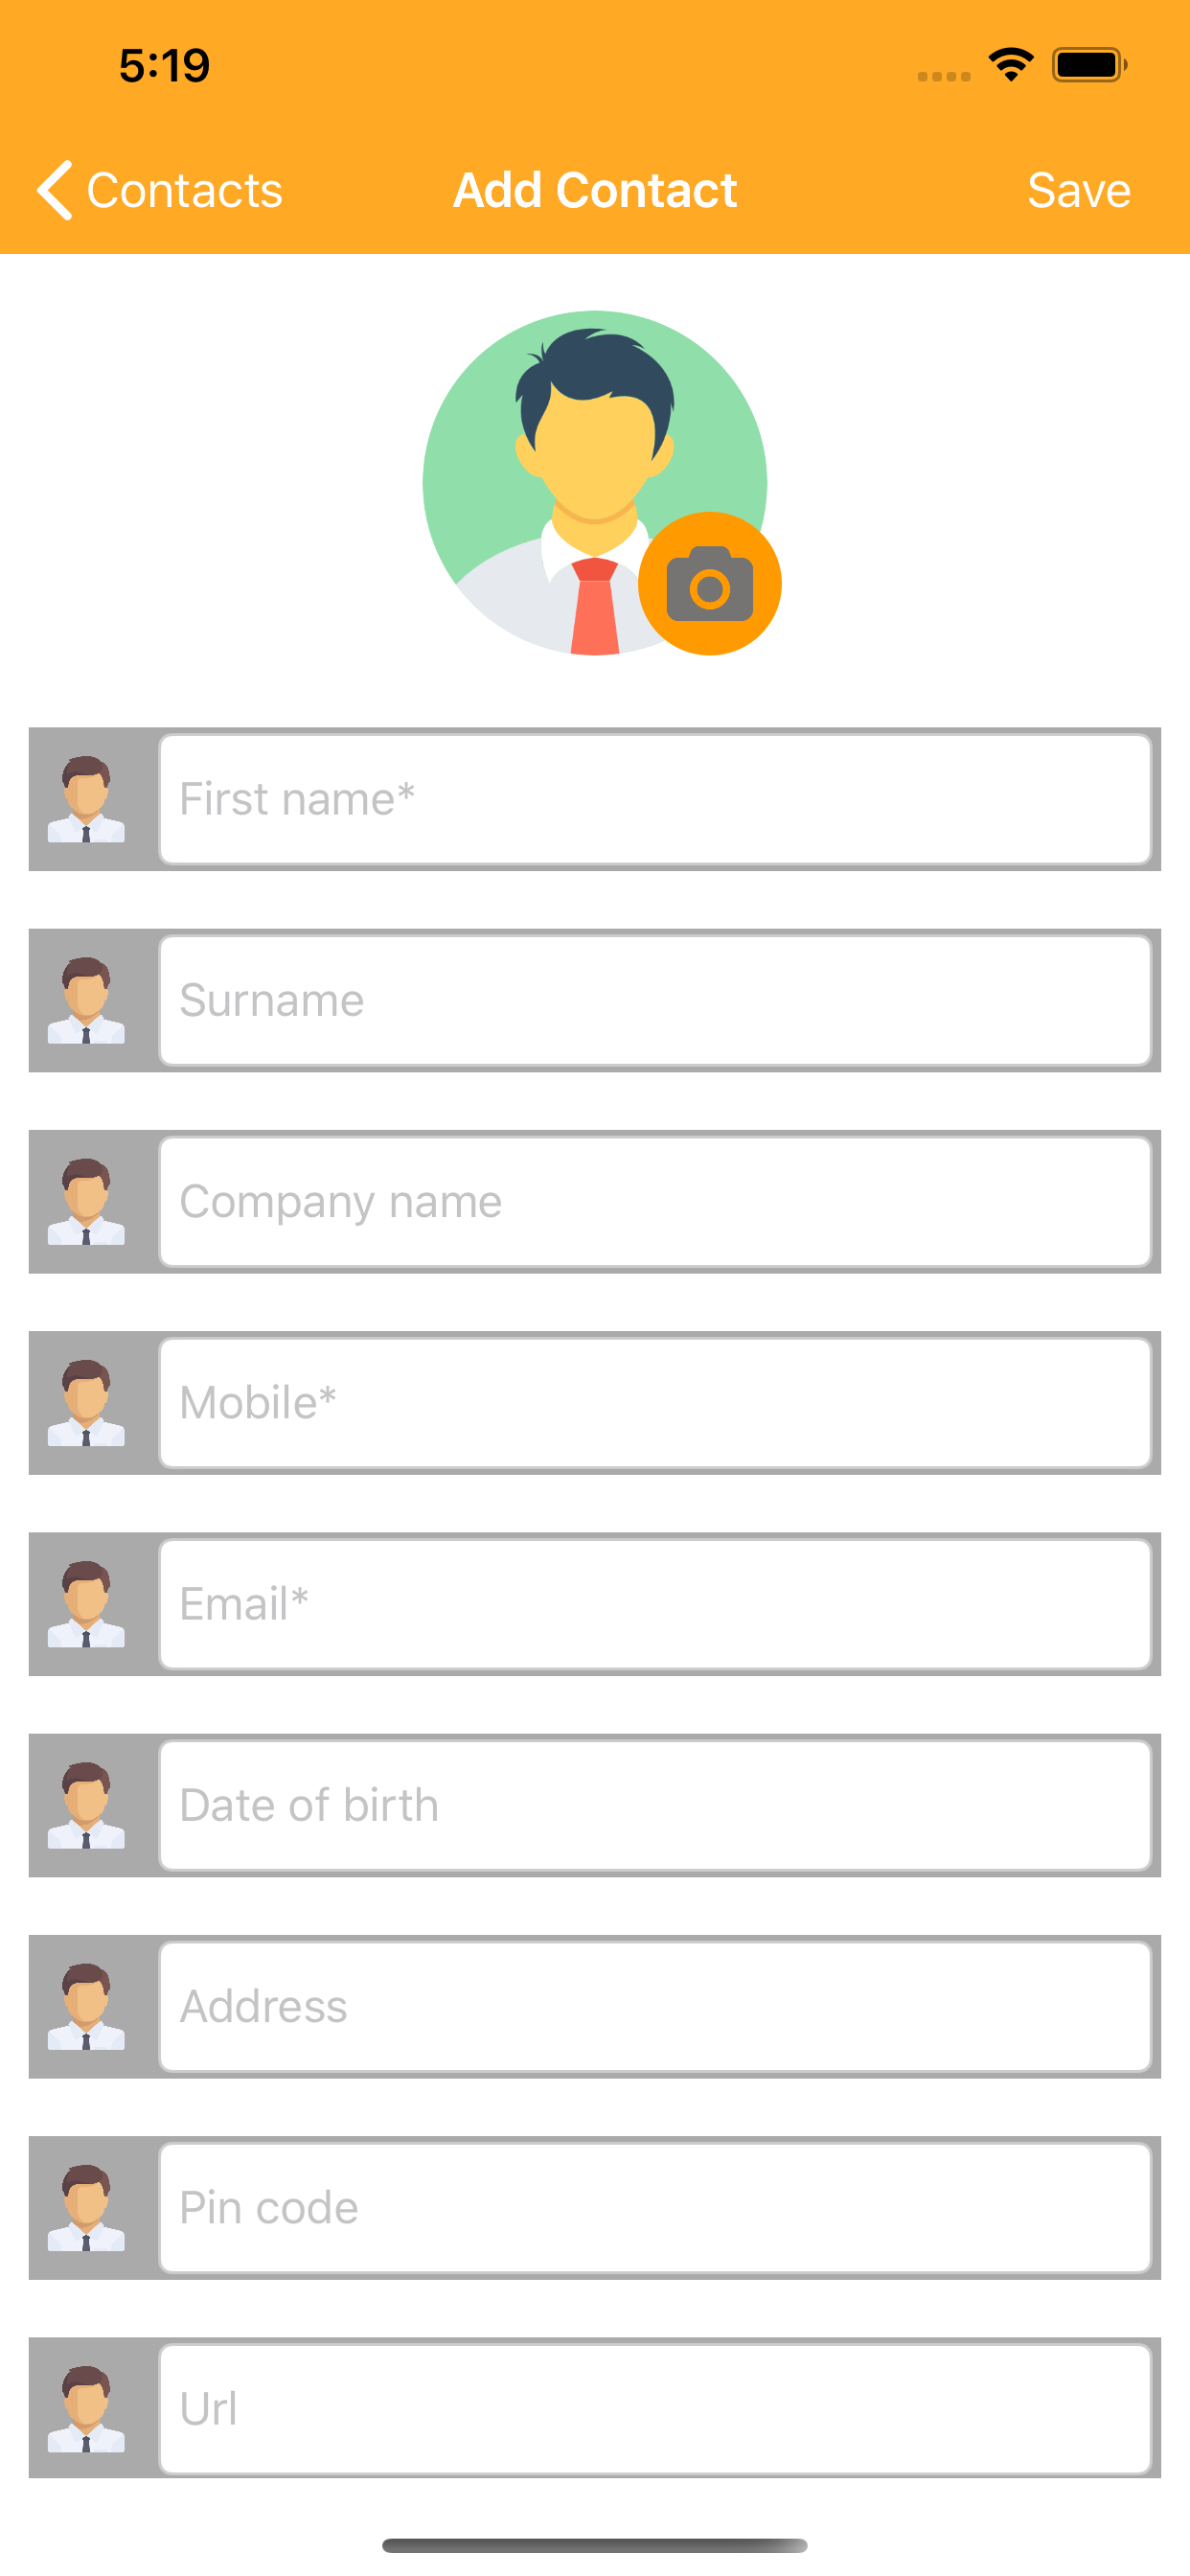 5:19
Contacts
Add Contact
Save
First name*
Surname
Company name
Mobile*
Email*
Date of birth
Address
Pin code
Url